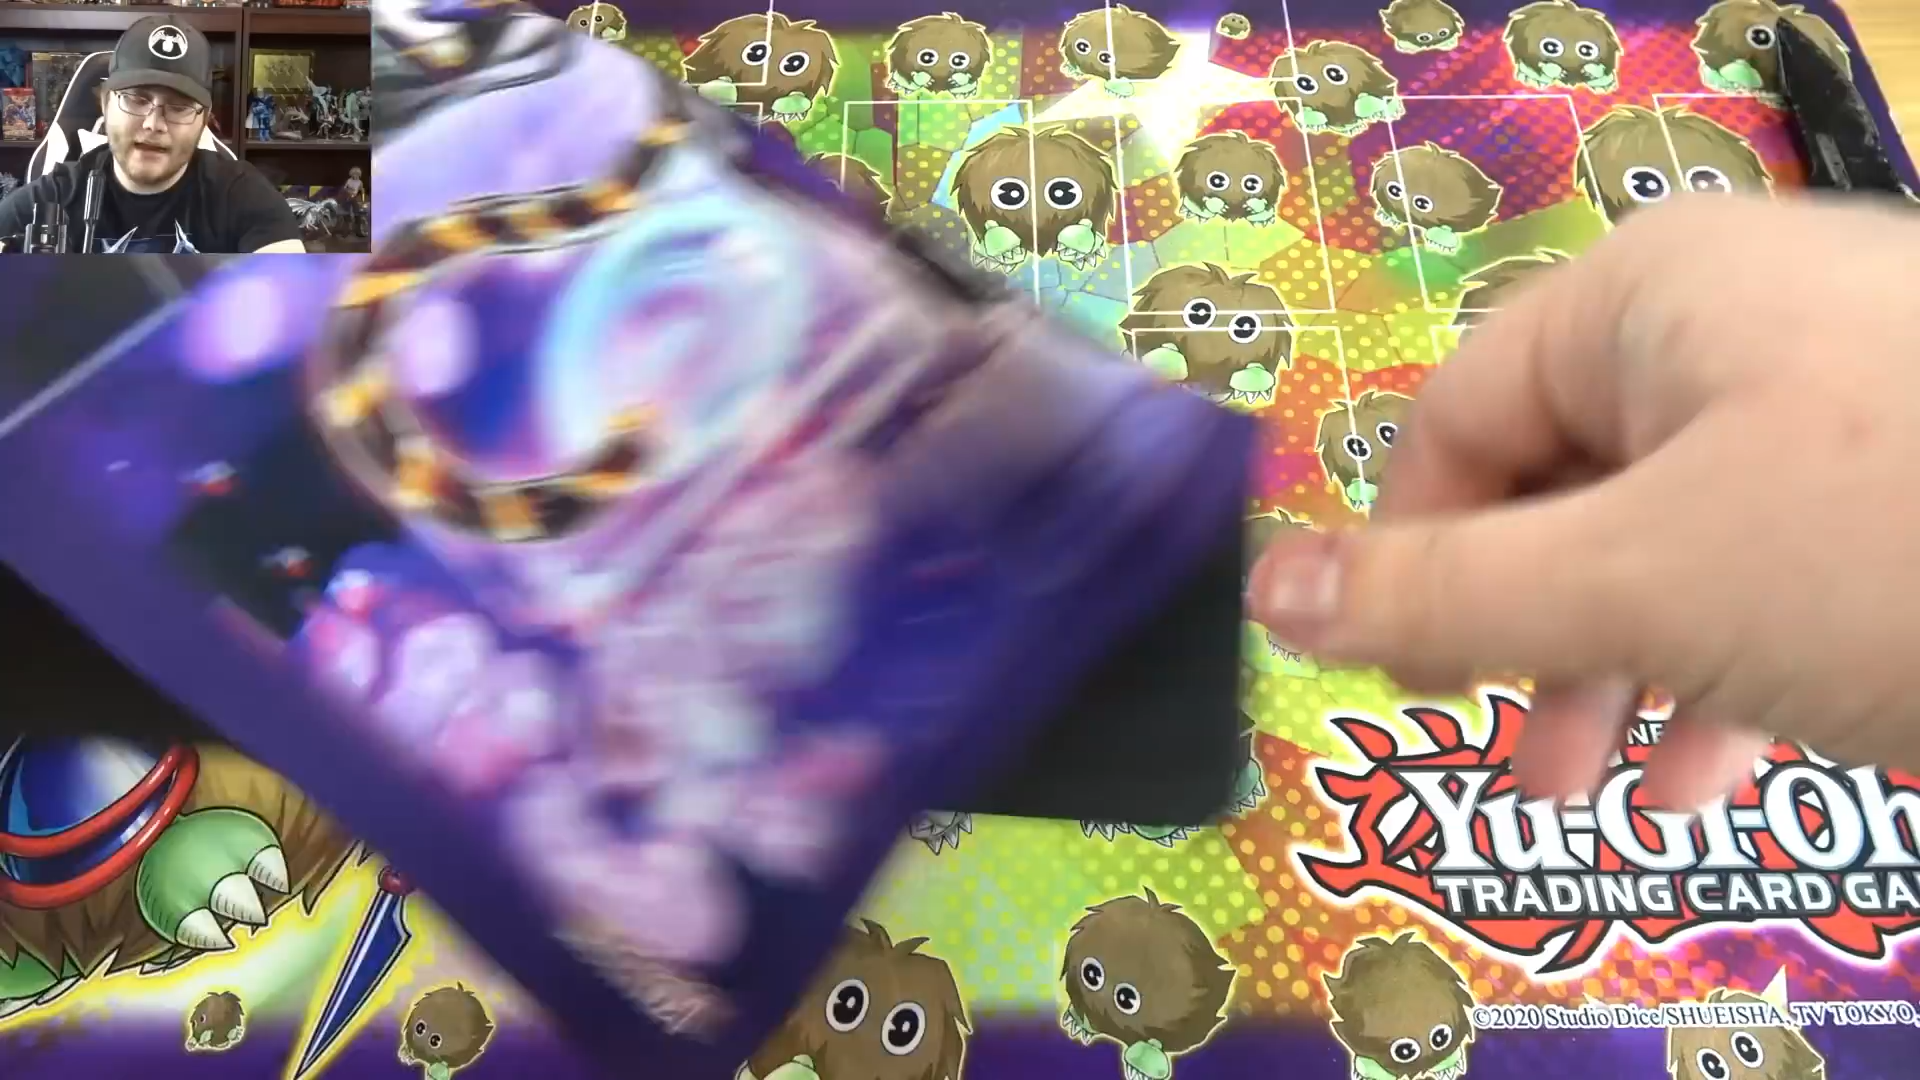 Yu-Gi-Oh
TRADING CARD GA
©2020 Studio Dice/SHUEISHA, TV TOKYO,